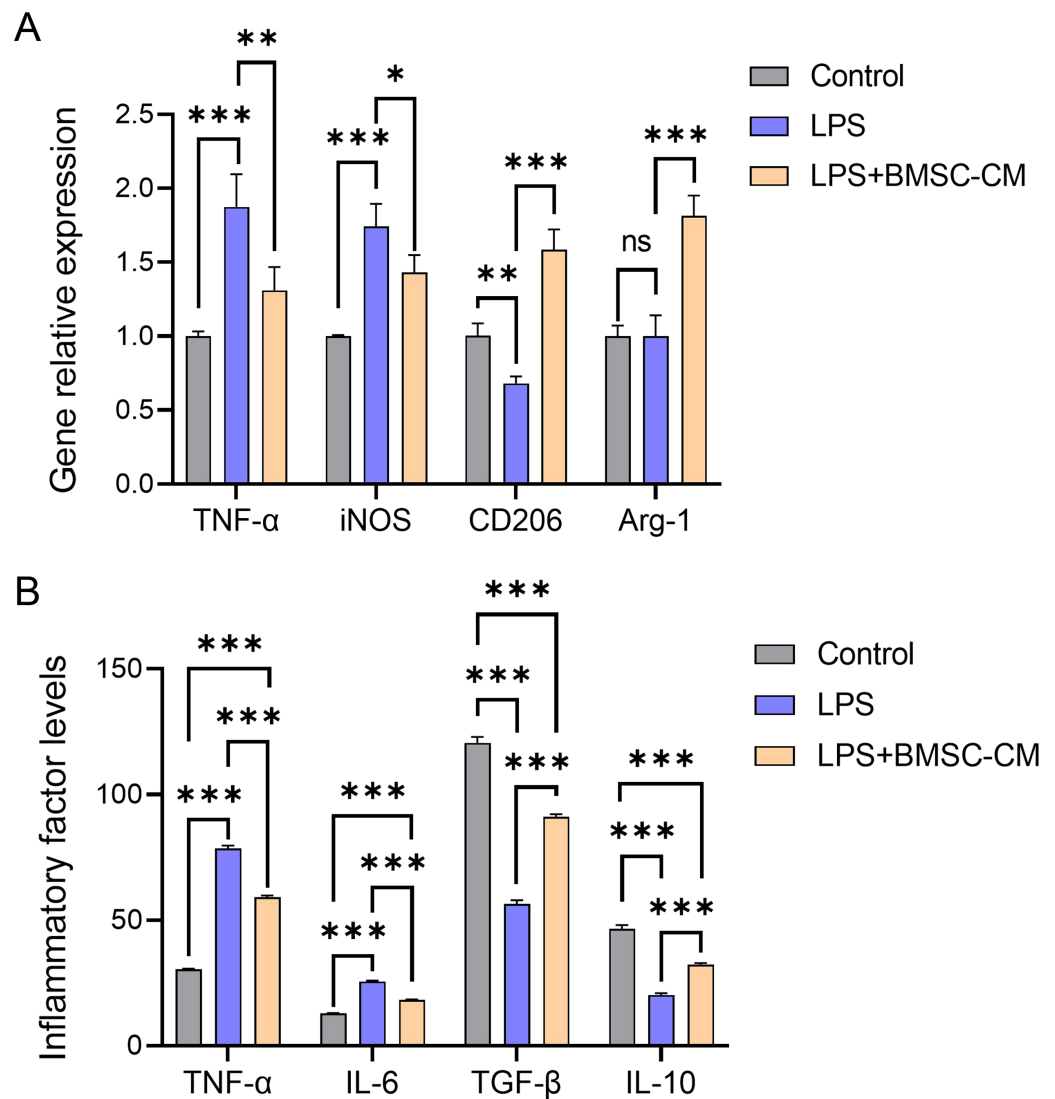 A
** 
*
Control
2.5
***
***
***
LPS
***
LPS+BMSC-CM
2.0
ns
1.5
**
1.0
0.5
0.0
Gene relative expression
TNF-α iNOS CD206 Arg-1
B
***
***
Control
150
***
***
LPS
***
***
LPS+BMSC-CM
100
***
***
***
***
***
50
***
0
Inflammatory factor levels
TNF-α IL-6 TGF-β IL-10